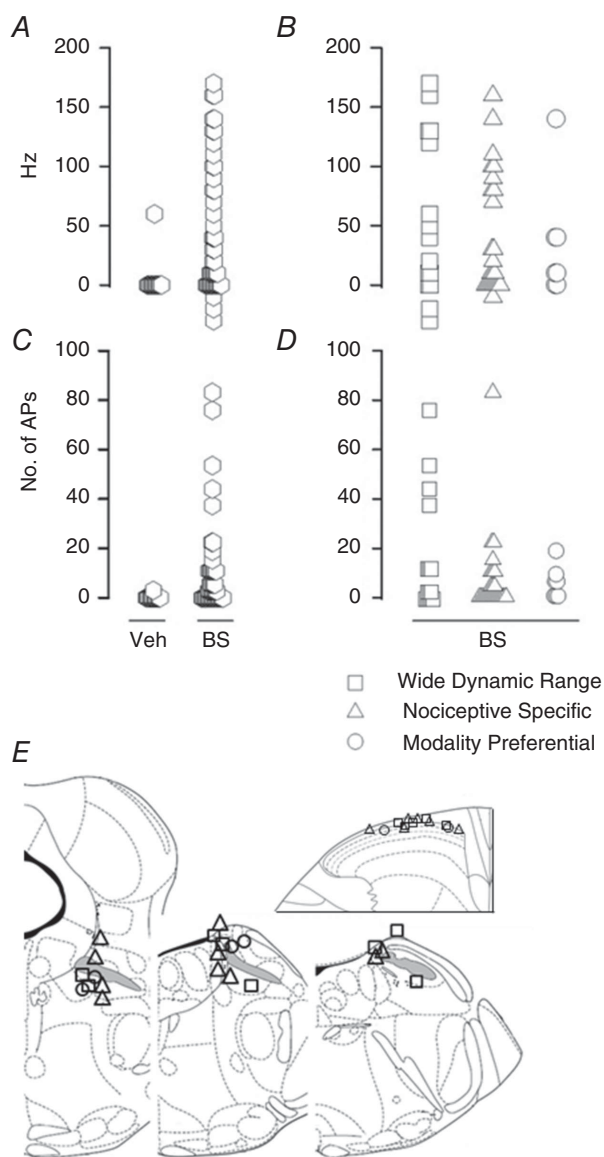 A
B
200
150
100
50
0
Hz
200
150
100
50
0
C
D
100
80
60
40
20
0
No. of APs
100
80
60
40
20
0
Veh
BS
BS
Wide Dynamic Range
Nociceptive Specific
Modality Preferential
E